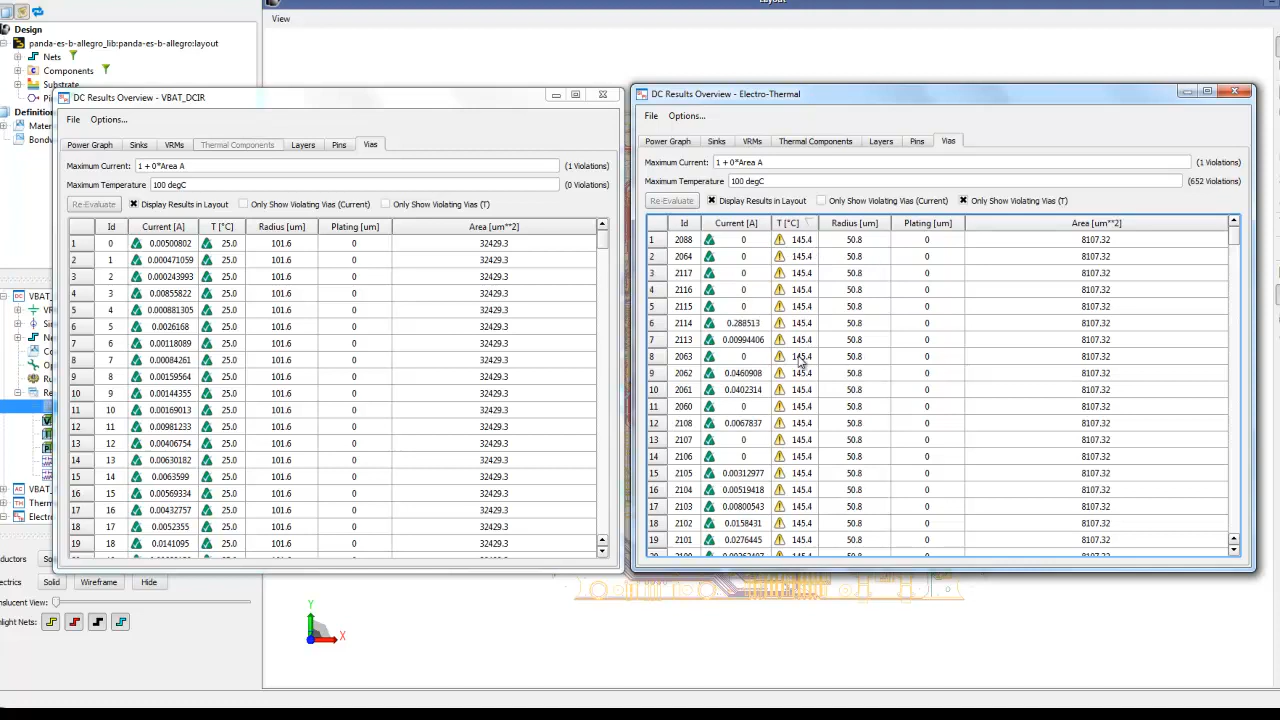 Layout
View
Design
panda-es-b-allegro_lib:panda-es-b-allegro:layout
Nets
Components
Substrate
DC Results Overview - VBAT_DCIR
File Options...
Power Graph Sinks VRMs Thermal Components Layers Pins Vias
Maximum Current: 1 + 0*Area A (1 Violations)
Maximum Temperature 100 degC (0 Violations)
Re-Evaluate Display Results in Layout Only Show Violating Vias (Current) Only Show Violating Vias (T)
Id Current [A] T [°C] Radius [um] Plating [um] Area [um**2]
1 0 0.00500802 25.0 101.6 0 32429.3
2 1 0.000471059 25.0 101.6 0 32429.3
3 2 0.000243993 25.0 101.6 0 32429.3
4 3 0.00855822 25.0 101.6 0 32429.3
5 4 0.000881305 25.0 101.6 0 32429.3
6 5 0.0026168 25.0 101.6 0 32429.3
7 6 0.00118089 25.0 101.6 0 32429.3
8 7 0.00084261 25.0 101.6 0 32429.3
9 8 0.00159564 25.0 101.6 0 32429.3
10 9 0.00144355 25.0 101.6 0 32429.3
11 10 0.00169013 25.0 101.6 0 32429.3
12 11 0.00981233 25.0 101.6 0 32429.3
13 12 0.00406754 25.0 101.6 0 32429.3
14 13 0.00630182 25.0 101.6 0 32429.3
15 14 0.0063599 25.0 101.6 0 32429.3
16 15 0.00569334 25.0 101.6 0 32429.3
17 16 0.00432757 25.0 101.6 0 32429.3
18 17 0.0052355 25.0 101.6 0 32429.3
19 18 0.0141095 25.0 101.6 0 32429.3
DC Results Overview - Electro-Thermal
File Options...
Power Graph Sinks VRMs Thermal Components Layers Pins Vias
Maximum Current: 1 + 0*Area A (1 Violations)
Maximum Temperature 100 degC (652 Violations)
Re-Evaluate Display Results in Layout Only Show Violating Vias (Current) Only Show Violating Vias (T)
Id Current [A] T [°C] Radius [um] Plating [um] Area [um**2]
1 2088 0 145.4 50.8 0 8107.32
2 2064 0 145.4 50.8 0 8107.32
3 2117 0 145.4 50.8 0 8107.32
4 2116 0 145.4 50.8 0 8107.32
5 2115 0 145.4 50.8 0 8107.32
6 2114 0.288513 145.4 50.8 0 8107.32
7 2113 0.00994406 145.4 50.8 0 8107.32
8 2063 0 145.4 50.8 0 8107.32
9 2062 0.0460908 145.4 50.8 0 8107.32
10 2061 0.0402314 145.4 50.8 0 8107.32
11 2060 0 145.4 50.8 0 8107.32
12 2108 0.0067837 145.4 50.8 0 8107.32
13 2107 0 145.4 50.8 0 8107.32
14 2106 0 145.4 50.8 0 8107.32
15 2105 0.00312977 145.4 50.8 0 8107.32
16 2104 0.00519418 145.4 50.8 0 8107.32
17 2103 0.00800543 145.4 50.8 0 8107.32
18 2102 0.0158431 145.4 50.8 0 8107.32
19 2101 0.0276445 145.4 50.8 0 8107.32
Solid Wireframe Hide
Y
X